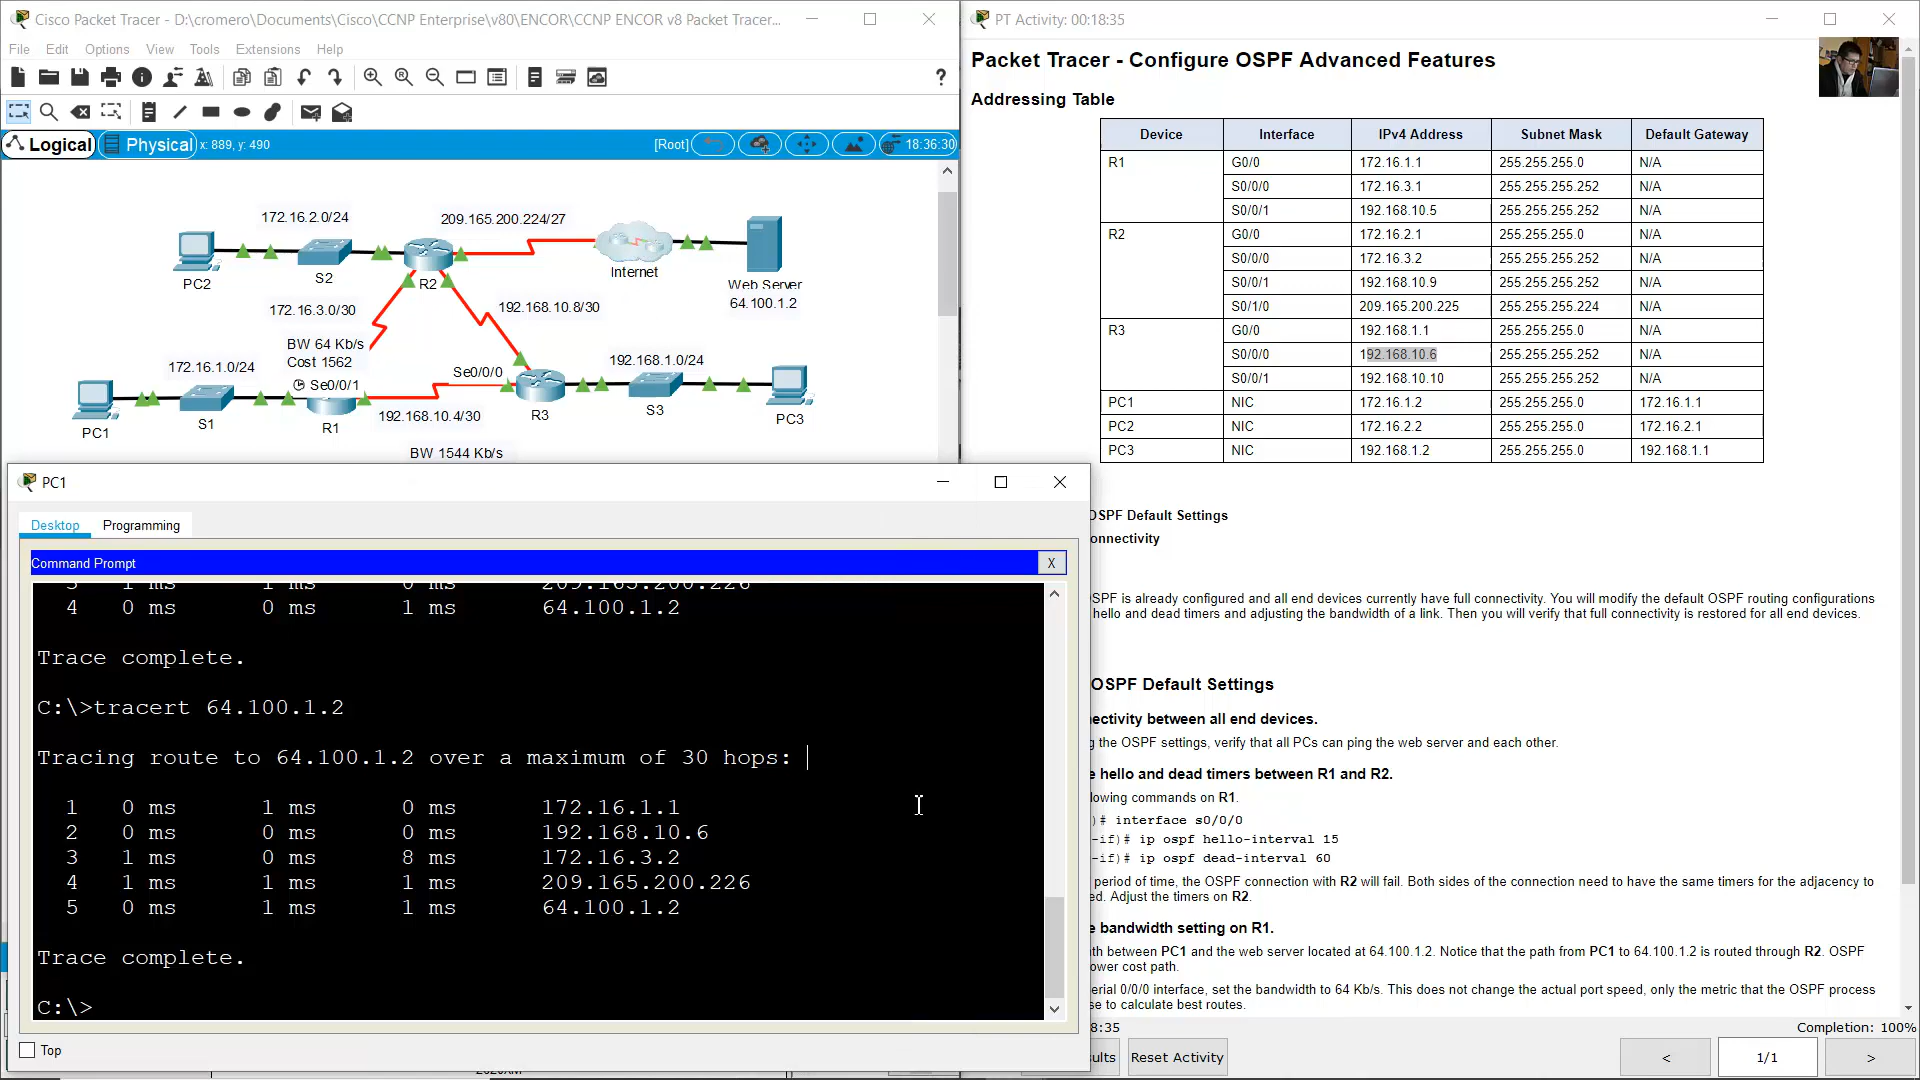 Cisco Packet Tracer - D:\cromero\Documents\Cisco\CCNP Enterprise\v80\ENCOR\CCNP ENCOR v8 Packet Tracer...
File Edit Options View Tools Extensions Help
?
Logical Physical x: 889, y: 490 [Root] 18:36:30
172.16.2.0/24
209.165.200.224/27
PC2
S2
R2
Internet
Web Server
64.100.1.2
172.16.3.0/30
192.168.10.8/30
BW 64 Kb/s
Cost 1562
172.16.1.0/24
Se0/0/1
Se0/0/0
192.168.1.0/24
192.168.10.4/30
PC1
S1
R1
R3
S3
PC3
BW 1544 Kb/s
PC1
Desktop Programming
Command Prompt X
3 1 ms 1 ms 0 ms 209.165.200.226
4 0 ms 0 ms 1 ms 64.100.1.2
Trace complete.
C:\>tracert 64.100.1.2
Tracing route to 64.100.1.2 over a maximum of 30 hops:
1 0 ms 1 ms 0 ms 172.16.1.1
2 0 ms 0 ms 0 ms 192.168.10.6
3 1 ms 0 ms 8 ms 172.16.3.2
4 1 ms 1 ms 1 ms 209.165.200.226
5 0 ms 1 ms 1 ms 64.100.1.2
Trace complete.
C:\>
Top
PT Activity: 00:18:35
Packet Tracer - Configure OSPF Advanced Features
Addressing Table
Device Interface IPv4 Address Subnet Mask Default Gateway
R1 G0/0 172.16.1.1 255.255.255.0 N/A
S0/0/0 172.16.3.1 255.255.255.252 N/A
S0/0/1 192.168.10.5 255.255.255.252 N/A
R2 G0/0 172.16.2.1 255.255.255.0 N/A
S0/0/0 172.16.3.2 255.255.255.252 N/A
S0/0/1 192.168.10.9 255.255.255.252 N/A
S0/1/0 209.165.200.225 255.255.255.224 N/A
R3 G0/0 192.168.1.1 255.255.255.0 N/A
S0/0/0 192.168.10.6 255.255.255.252 N/A
S0/0/1 192.168.10.10 255.255.255.252 N/A
PC1 NIC 172.16.1.2 255.255.255.0 172.16.1.1
PC2 NIC 172.16.2.2 255.255.255.0 172.16.2.1
PC3 NIC 192.168.1.2 255.255.255.0 192.168.1.1
OSPF Default Settings
onnectivity
SPF is already configured and all end devices currently have full connectivity. You will modify the default OSPF routing configurations
hello and dead timers and adjusting the bandwidth of a link. Then you will verify that full connectivity is restored for all end devices.
OSPF Default Settings
ectivity between all end devices.
g the OSPF settings, verify that all PCs can ping the web server and each other.
e hello and dead timers between R1 and R2.
lowing commands on R1.
)# interface s0/0/0
-if)# ip ospf hello-interval 15
-if)# ip ospf dead-interval 60
period of time, the OSPF connection with R2 will fail. Both sides of the connection need to have the same timers for the adjacency to
ed. Adjust the timers on R2.
e bandwidth setting on R1.
th between PC1 and the web server located at 64.100.1.2. Notice that the path from PC1 to 64.100.1.2 is routed through R2. OSPF
ower cost path.
erial 0/0/0 interface, set the bandwidth to 64 Kb/s. This does not change the actual port speed, only the metric that the OSPF process
se to calculate best routes.
8:35 Completion: 100%
ults Reset Activity < 1/1 >